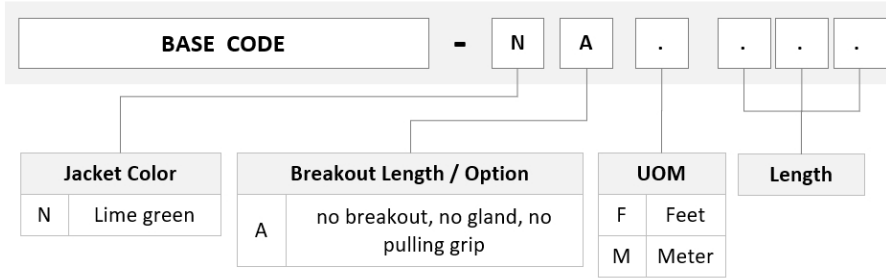 BASE CODE - N A . . . .
Jacket Color
N Lime green
Breakout Length / Option
A no breakout, no gland, no
pulling grip
UOM
F Feet
M Meter
Length